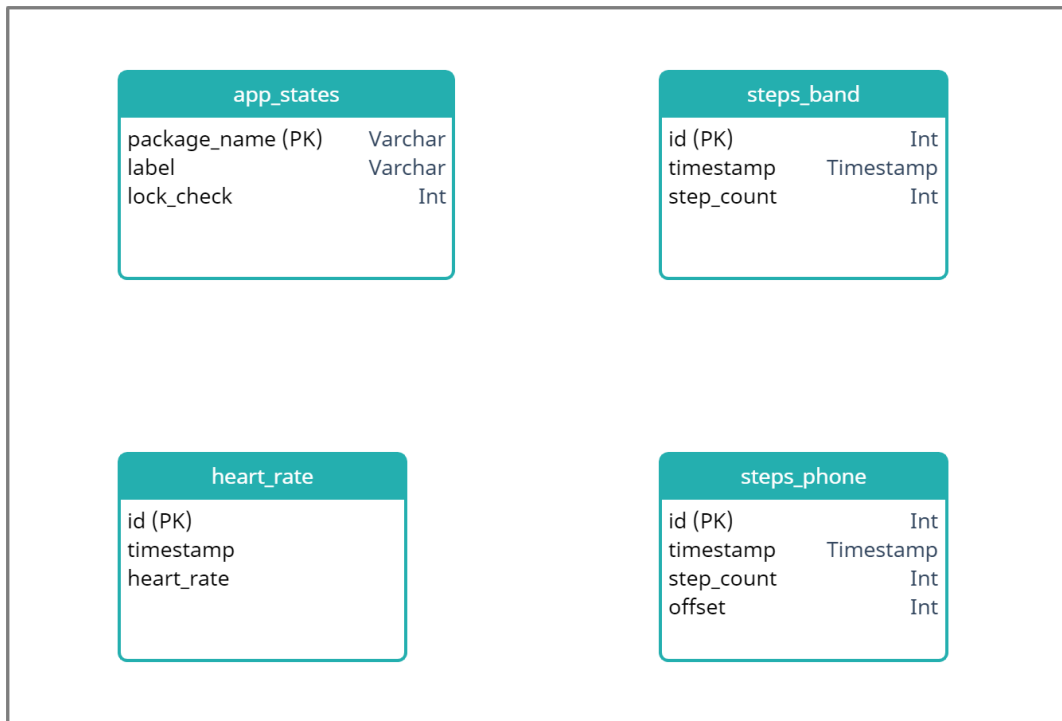 app_states
package_name (PK) Varchar
label Varchar
lock_check Int
steps_band
id (PK) Int
timestamp Timestamp
step_count Int
heart_rate
id (PK)
timestamp
heart_rate
steps_phone
id (PK) Int
timestamp Timestamp
step_count Int
offset Int